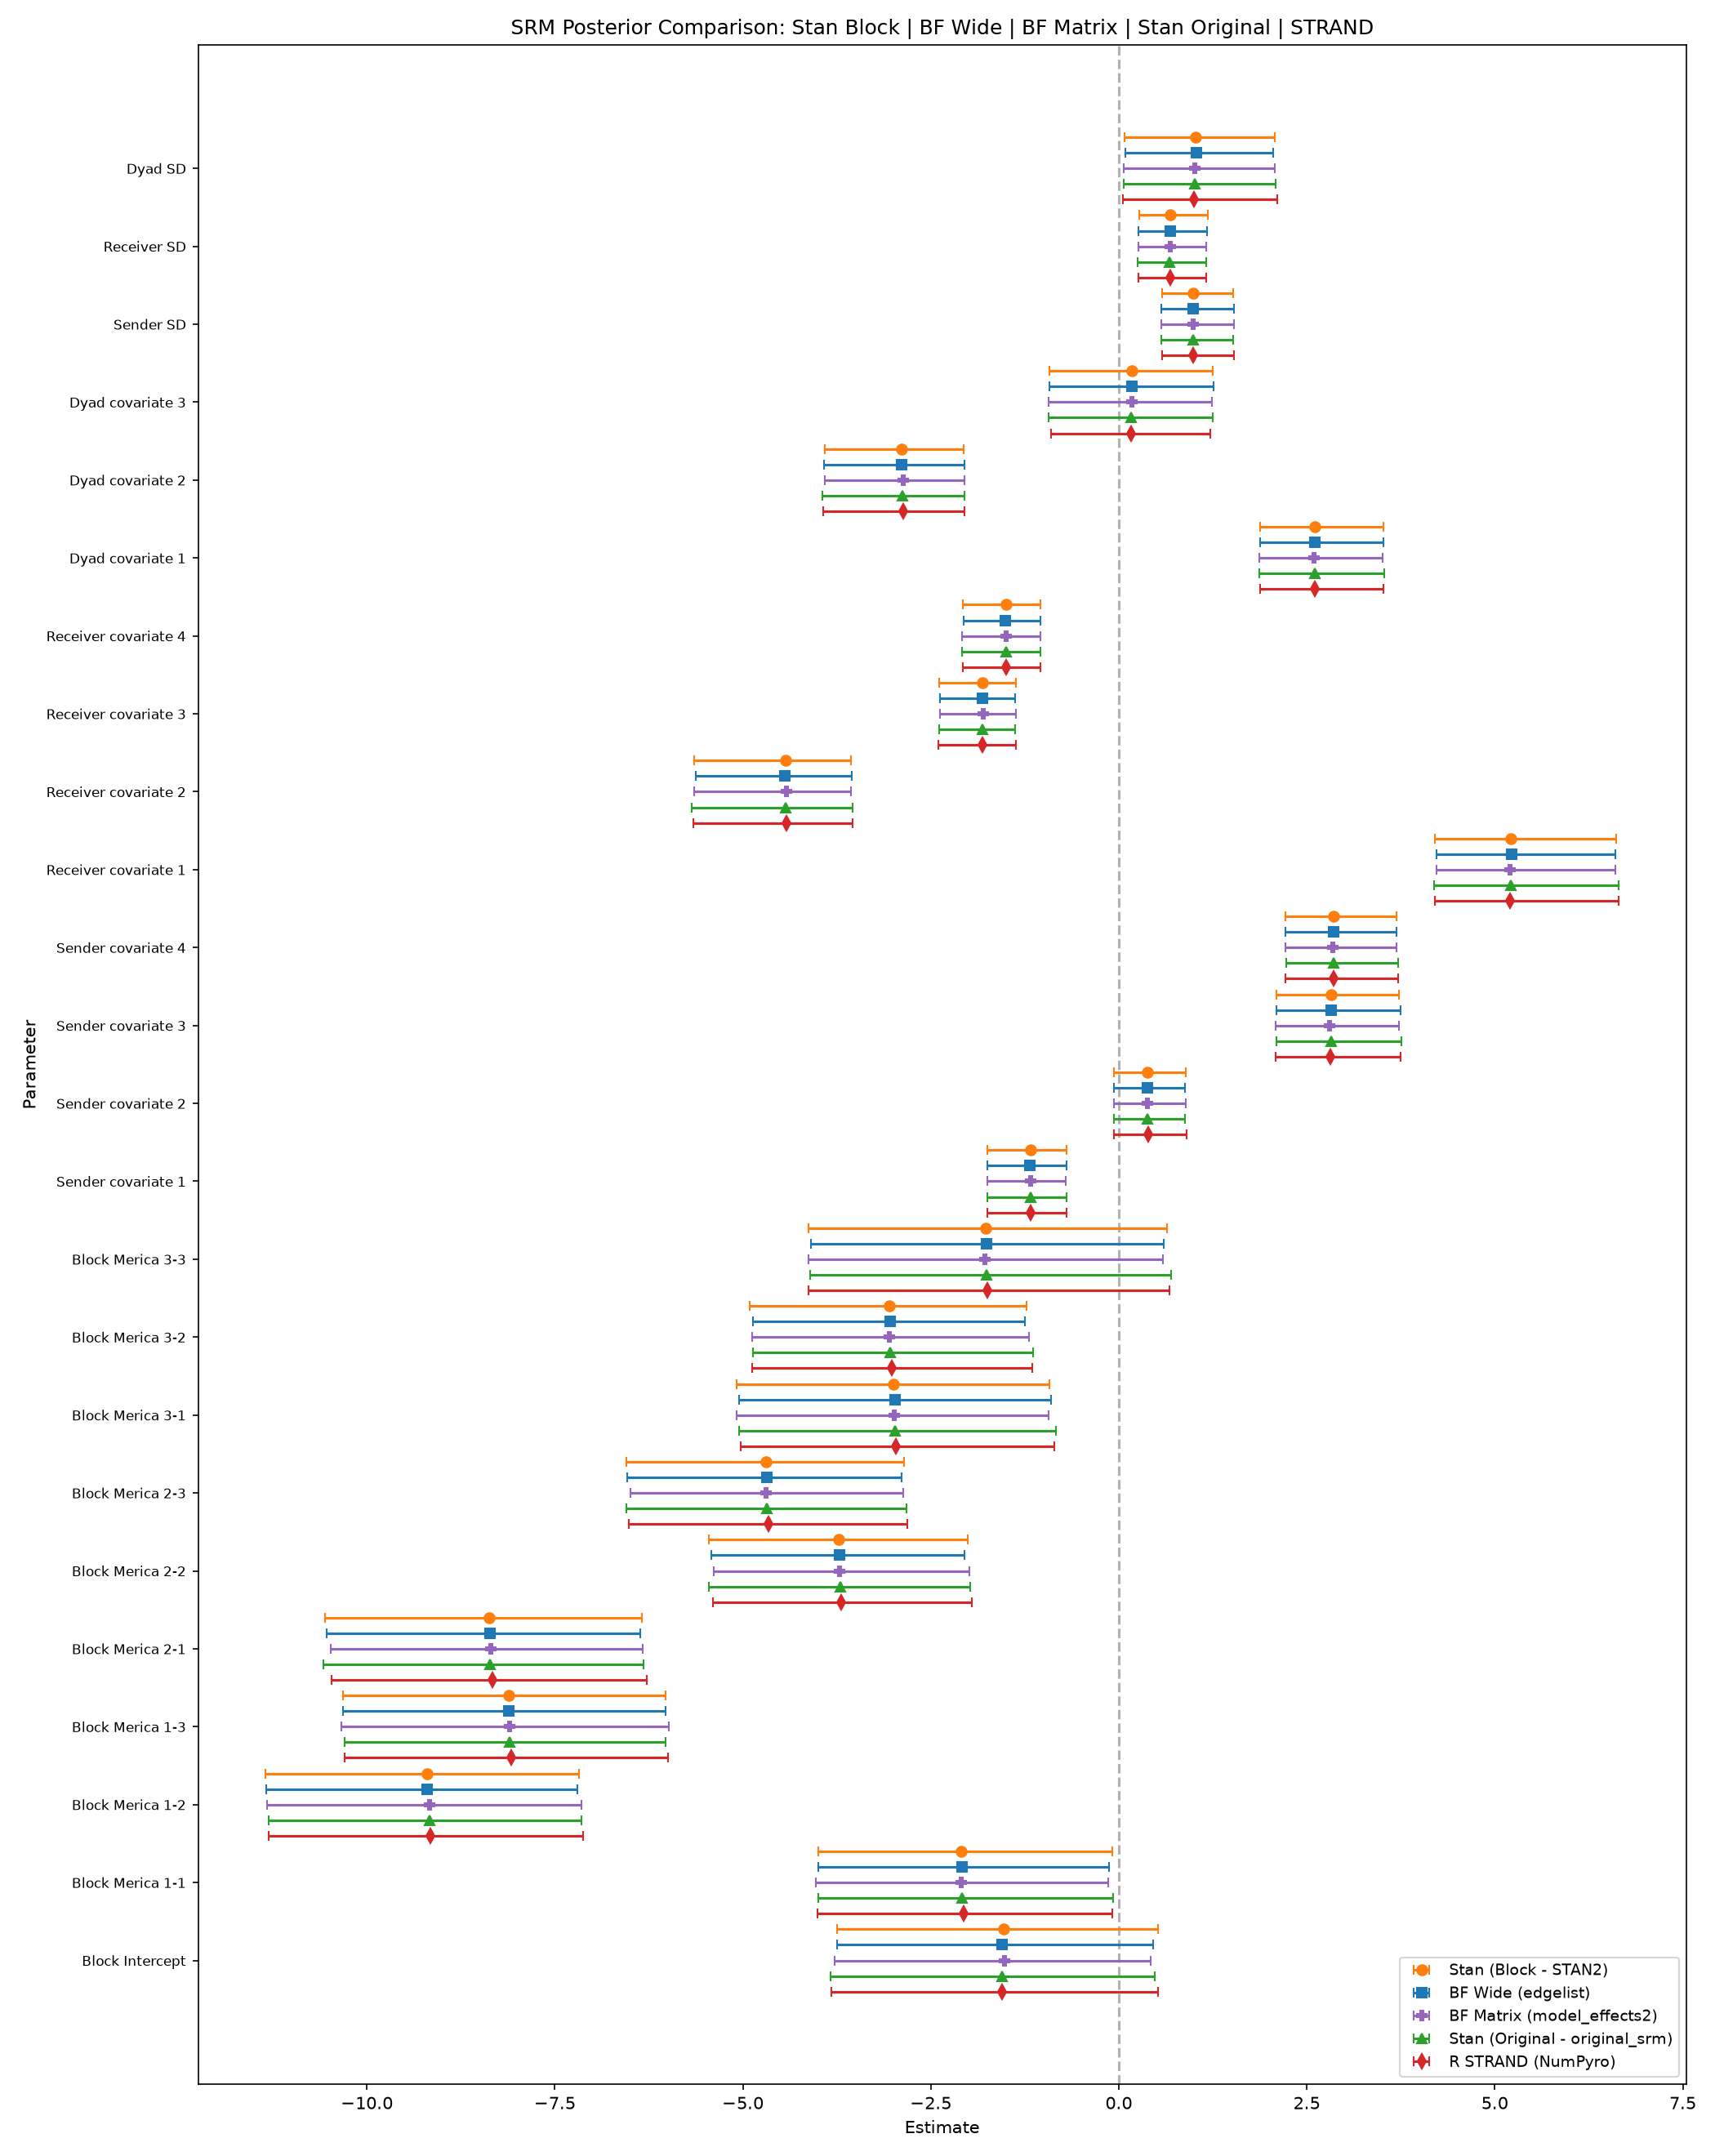 SRM Posterior Comparison: Stan Block | BF Wide | BF Matrix | Stan Original | STRAND
Dyad SD
Receiver SD
Sender SD
Dyad covariate 3
Dyad covariate 2
Dyad covariate 1
Receiver covariate 4
Receiver covariate 3
Receiver covariate 2
Receiver covariate 1
Sender covariate 4
Sender covariate 3
Sender covariate 2
Sender covariate 1
Block Merica 3-3
Block Merica 3-2
Block Merica 3-1
Block Merica 2-3
Block Merica 2-2
Block Merica 2-1
Block Merica 1-3
Block Merica 1-2
Block Merica 1-1
Block Intercept
Parameter
Stan (Block - STAN2)
BF Wide (edgelist)
BF Matrix (model_effects2)
Stan (Original - original_srm)
R STRAND (NumPyro)
−10.0 −7.5 −5.0 −2.5 0.0 2.5 5.0 7.5
Estimate